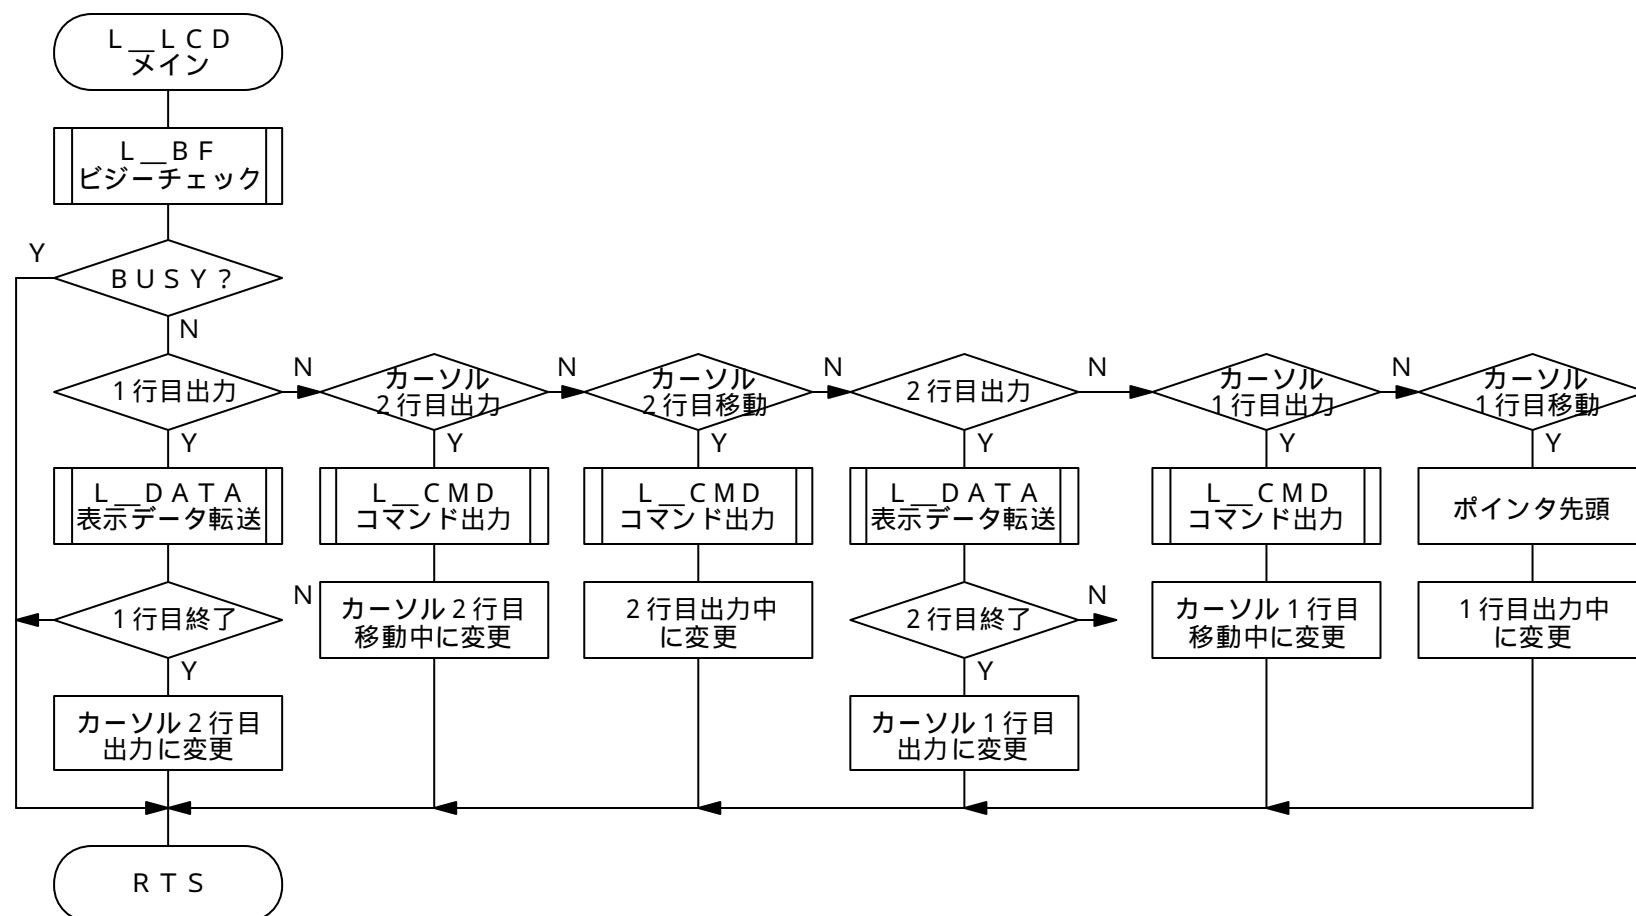 L__LCD
メイン
L__BF
ビジーチェック
Y
BUSY?
N
1行目出力
N
カーソル
2行目出力
N
カーソル
2行目移動
N
2行目出力
N
カーソル
1行目出力
N
カーソル
1行目移動
Y
Y
Y
Y
Y
Y
L__DATA
表示データ転送
L__CMD
コマンド出力
L__CMD
コマンド出力
L__DATA
表示データ転送
L__CMD
コマンド出力
ポインタ先頭
1行目終了
N
カーソル2行目
移動中に変更
2行目出力中
に変更
2行目終了
N
カーソル1行目
移動中に変更
1行目出力中
に変更
Y
Y
カーソル2行目
出力に変更
カーソル1行目
出力に変更
RTS